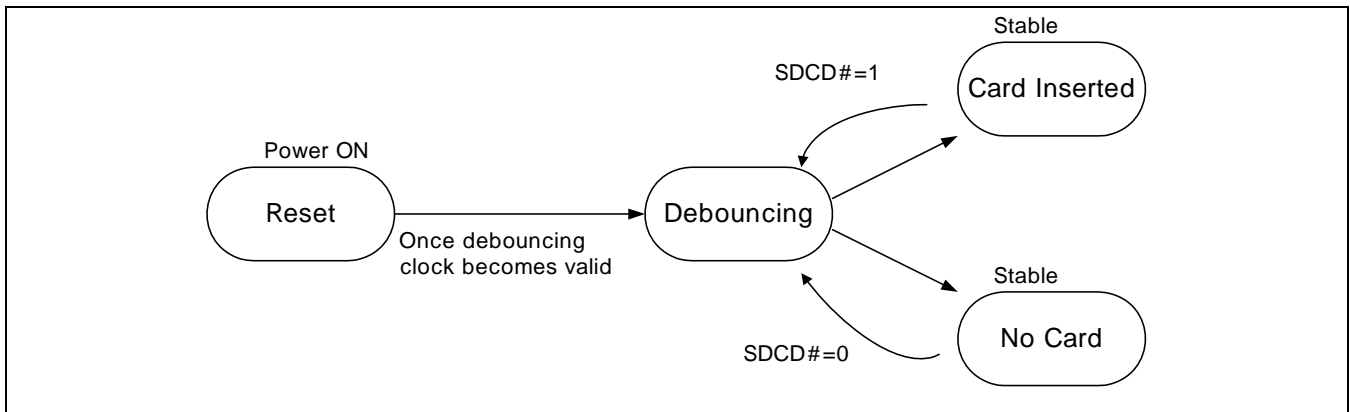 Stable
SDCD#=1
Card Inserted
Power ON
Reset
Debouncing
Once debouncing
clock becomes valid
Stable
No Card
SDCD#=0